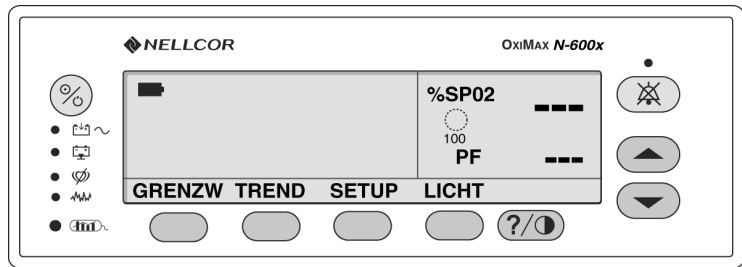 NELLCOR
OXIMAX N-600x
%SP02 ---
100
PF ---
GRENZW TREND SETUP LICHT
?/